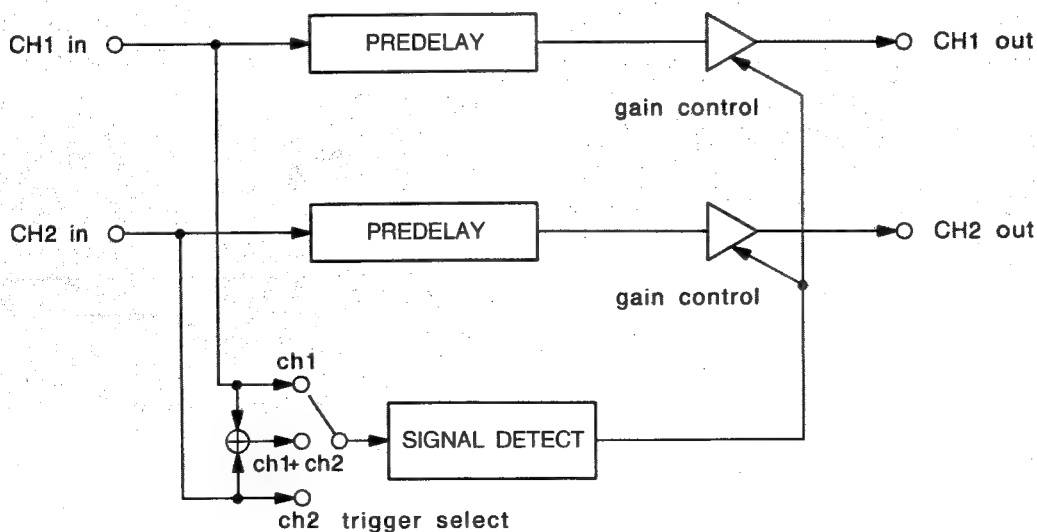 CH1 in
PREDELAY
CH1 out
gain control
CH2 in
PREDELAY
CH2 out
gain control
ch1
SIGNAL DETECT
ch1+ ch2
ch2 trigger select